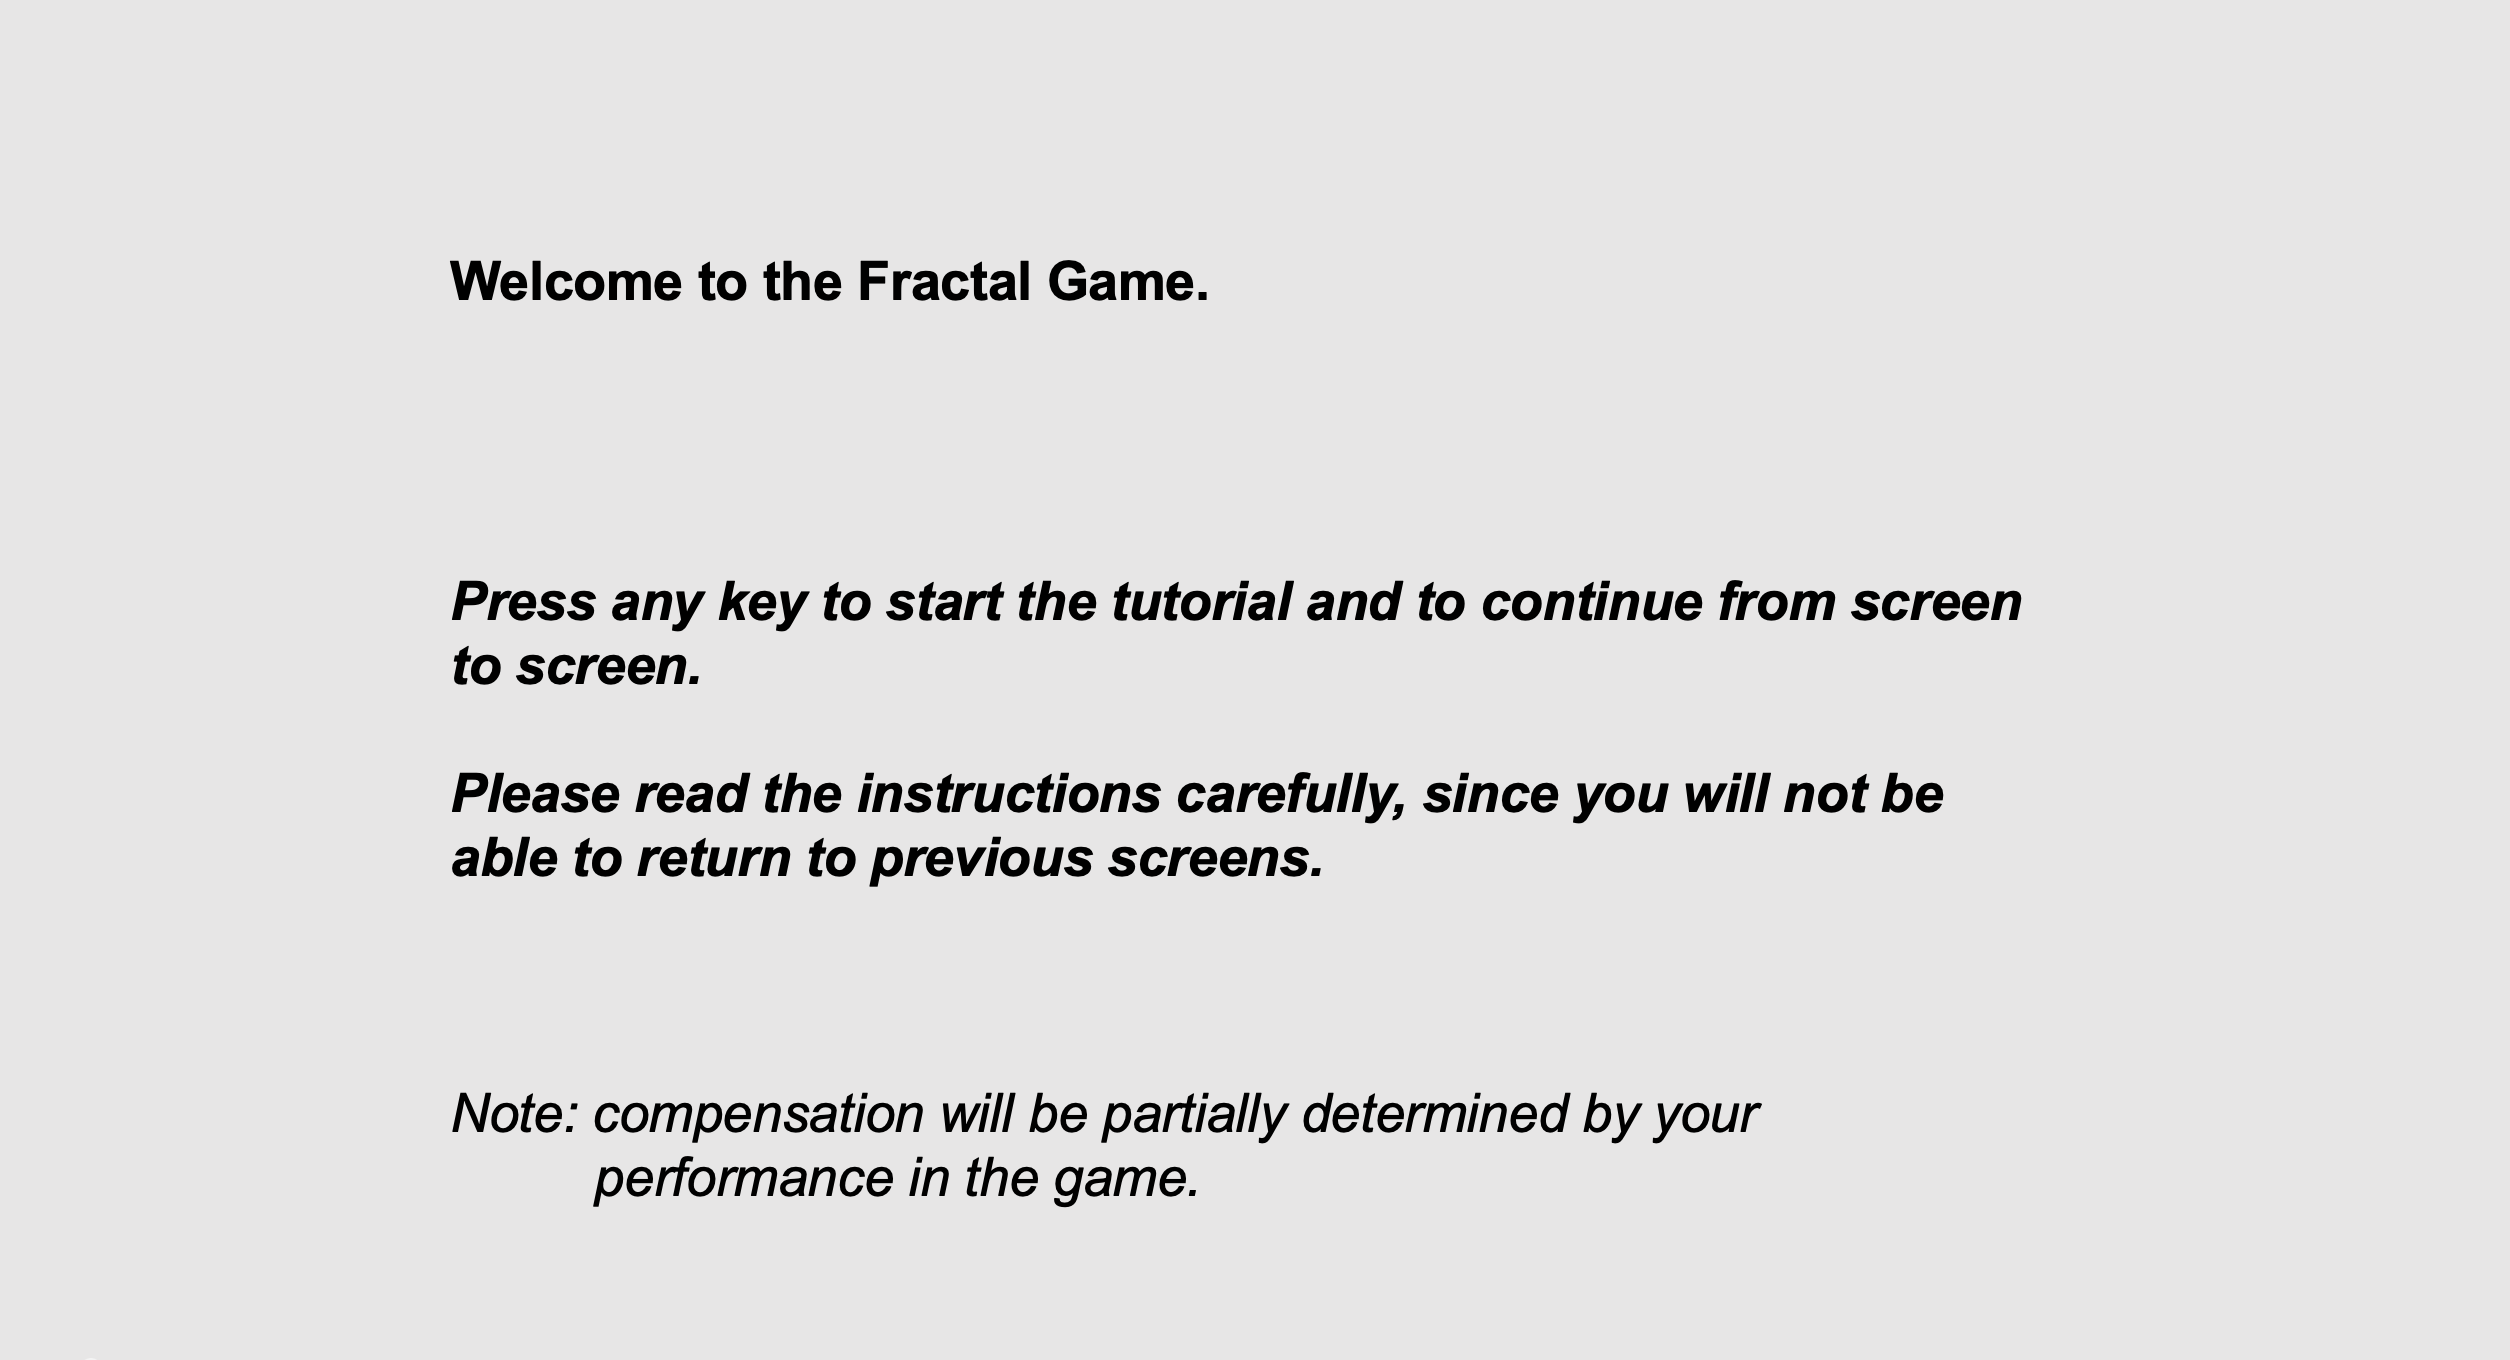 Welcome to the Fractal Game.
Press any key to start the tutorial and to continue from screen
to screen.
Please read the instructions carefully, since you will not be
able to return to previous screens.
Note: compensation will be partially determined by your
performance in the game.